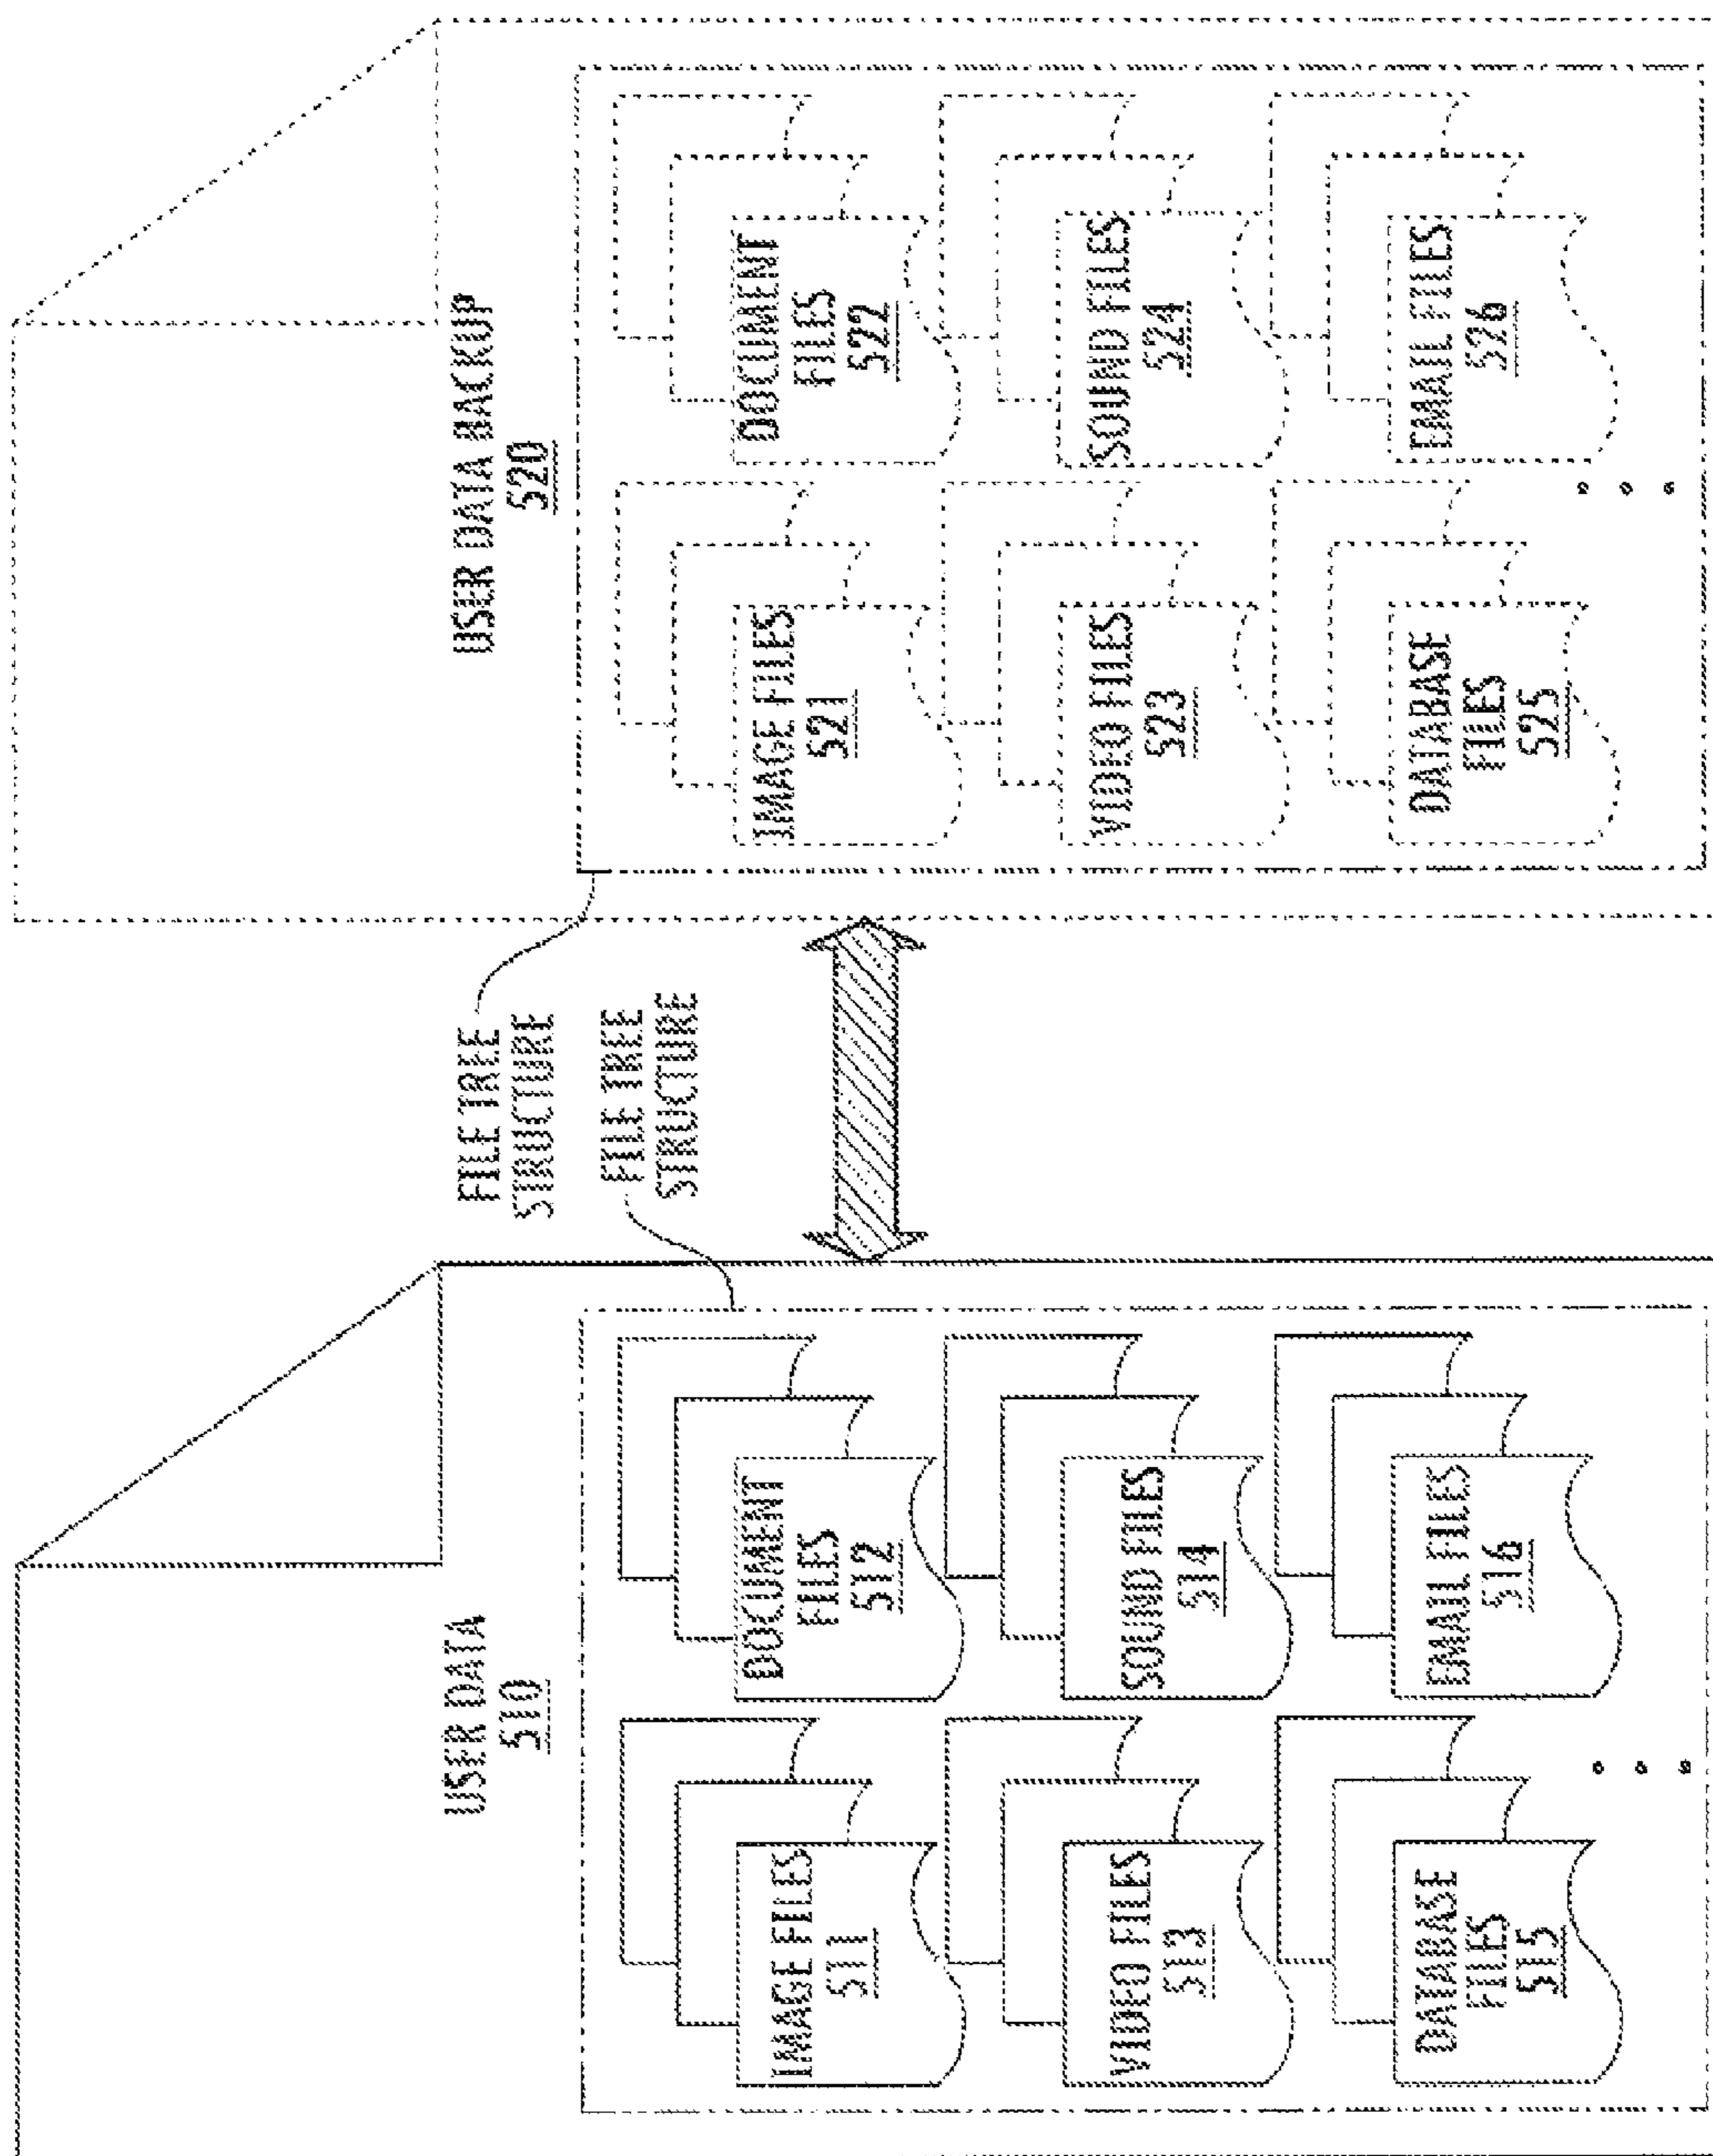 USER DATA
510
IMAGE FILES
511
DOCUMENT
FILES
512
VIDEO FILES
513
SOUND FILES
514
DATABASE
FILES
515
EMAIL FILES
516
FILE TREE
STRUCTURE
FILE TREE
STRUCTURE
USER DATA BACKUP
520
IMAGE FILES
521
DOCUMENT
FILES
522
VIDEO FILES
523
SOUND FILES
524
DATABASE
FILES
525
EMAIL FILES
526